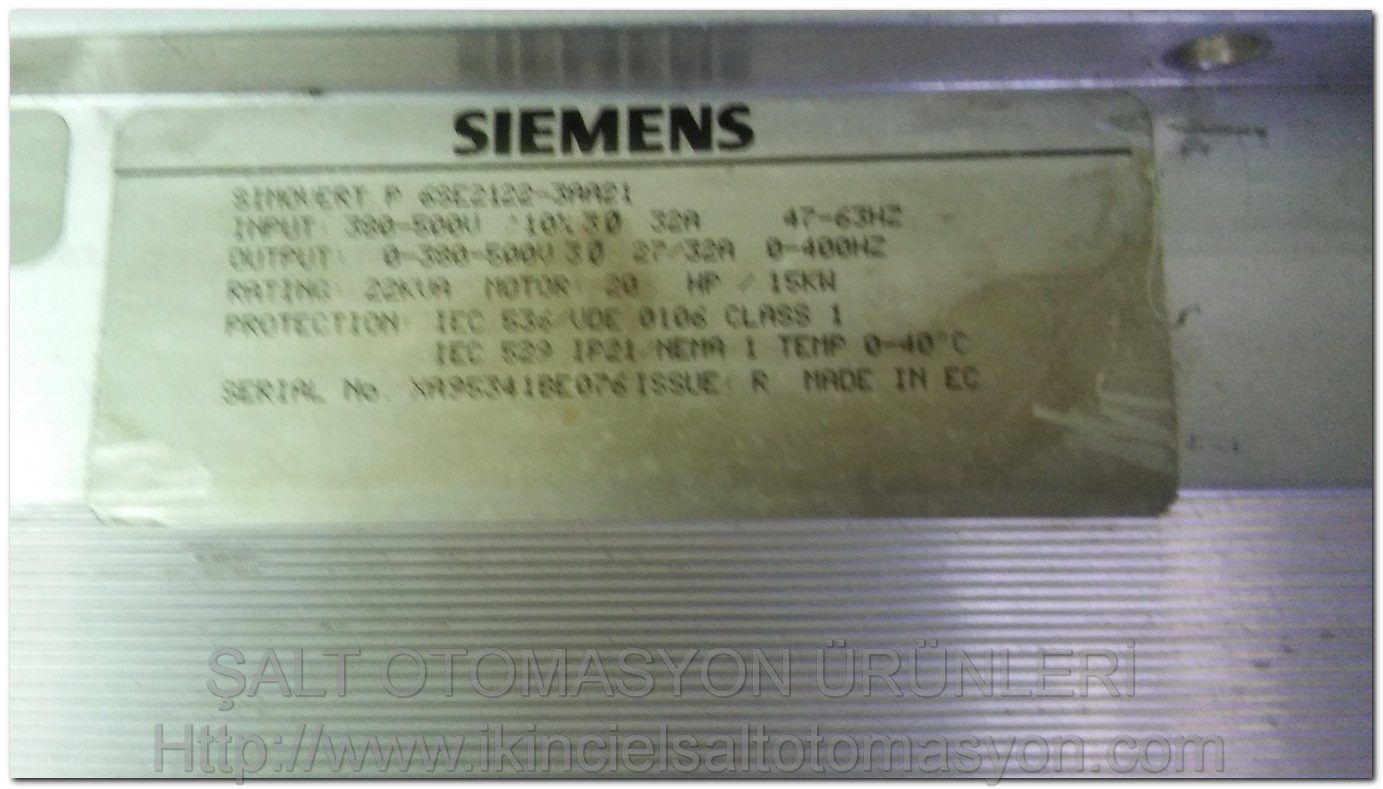 SIEMENS
SIMOVERT P 6SE2122-3AA21
INPUT: 380-500V ±10% 3Ø 32A 47-63HZ
OUTPUT: 0-380-500V 3Ø 27/32A 0-400HZ
RATING: 22KVA MOTOR: 20 HP / 15KW
PROTECTION: IEC 536/VDE 0106 CLASS 1
IEC 529 IP21/NEMA 1 TEMP 0-40°C
SERIAL No. XA953418E076 ISSUE: R MADE IN EC
ŞALT OTOMASYON ÜRÜNLERİ
Http://www.ikincielsaltotomasyon.com